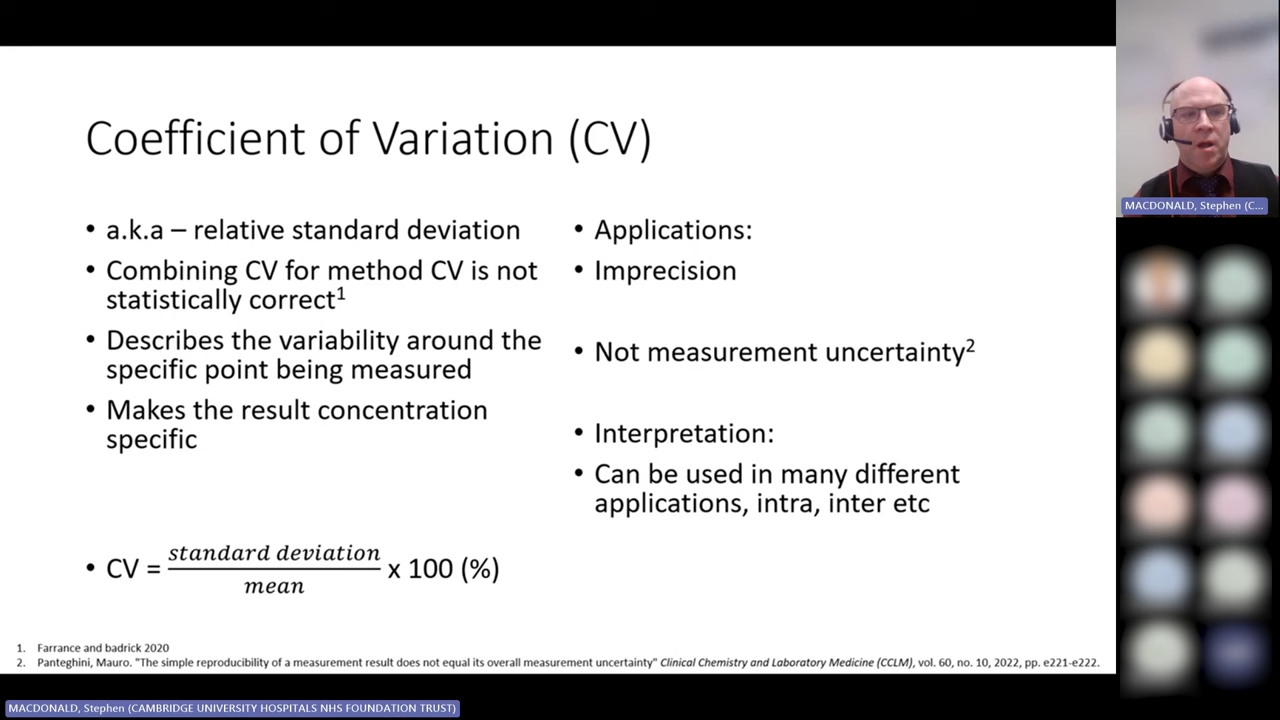 Coefficient of Variation (CV)
• a.k.a – relative standard deviation
• Combining CV for method CV is not
statistically correct1
• Describes the variability around the
specific point being measured
• Makes the result concentration
specific
• CV = standard deviation / mean x 100 (%)
• Applications:
• Imprecision
• Not measurement uncertainty2
• Interpretation:
• Can be used in many different
applications, intra, inter etc
1. Farrance and badrick 2020
2. Panteghini, Mauro. "The simple reproducibility of a measurement result does not equal its overall measurement uncertainty" Clinical Chemistry and Laboratory Medicine (CCLM), vol. 60, no. 10, 2022, pp. e221-e222.
MACDONALD, Stephen (C...
MACDONALD, Stephen (CAMBRIDGE UNIVERSITY HOSPITALS NHS FOUNDATION TRUST)